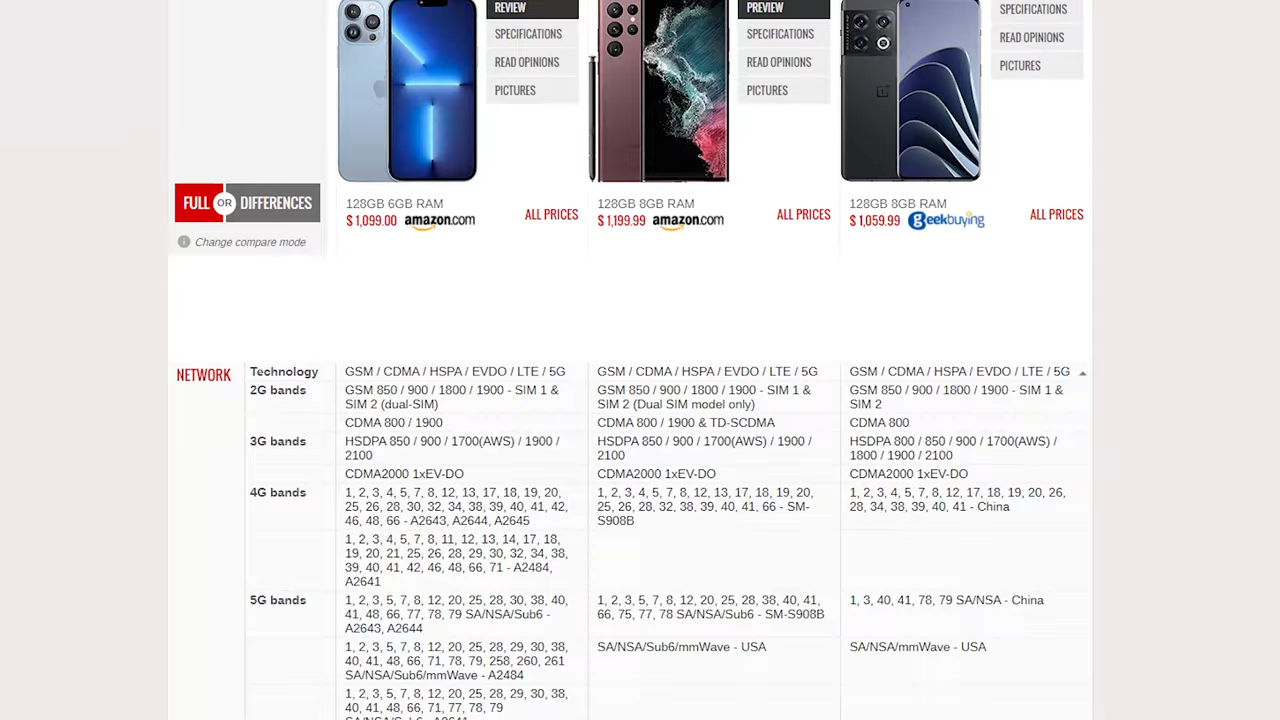 REVIEW
SPECIFICATIONS
READ OPINIONS
PICTURES
PREVIEW
SPECIFICATIONS
READ OPINIONS
PICTURES
SPECIFICATIONS
READ OPINIONS
PICTURES
FULL OR DIFFERENCES
Change compare mode
128GB 6GB RAM
$ 1,099.00 amazon.com ALL PRICES
128GB 8GB RAM
$ 1,199.99 amazon.com ALL PRICES
128GB 8GB RAM
$ 1,059.99 geekbuying ALL PRICES
NETWORK
Technology
GSM / CDMA / HSPA / EVDO / LTE / 5G
GSM / CDMA / HSPA / EVDO / LTE / 5G
GSM / CDMA / HSPA / EVDO / LTE / 5G
2G bands
GSM 850 / 900 / 1800 / 1900 - SIM 1 &
SIM 2 (dual-SIM)
GSM 850 / 900 / 1800 / 1900 - SIM 1 &
SIM 2 (Dual SIM model only)
GSM 850 / 900 / 1800 / 1900 - SIM 1 &
SIM 2
CDMA 800 / 1900
CDMA 800 / 1900 & TD-SCDMA
CDMA 800
3G bands
HSDPA 850 / 900 / 1700(AWS) / 1900 /
2100
HSDPA 850 / 900 / 1700(AWS) / 1900 /
2100
HSDPA 800 / 850 / 900 / 1700(AWS) /
1800 / 1900 / 2100
CDMA2000 1xEV-DO
CDMA2000 1xEV-DO
CDMA2000 1xEV-DO
4G bands
1, 2, 3, 4, 5, 7, 8, 12, 13, 17, 18, 19, 20,
25, 26, 28, 30, 32, 34, 38, 39, 40, 41, 42,
46, 48, 66 - A2643, A2644, A2645
1, 2, 3, 4, 5, 7, 8, 12, 13, 17, 18, 19, 20,
25, 26, 28, 32, 38, 39, 40, 41, 66 - SM-
S908B
1, 2, 3, 4, 5, 7, 8, 12, 17, 18, 19, 20, 26,
28, 34, 38, 39, 40, 41 - China
1, 2, 3, 4, 5, 7, 8, 11, 12, 13, 14, 17, 18,
19, 20, 21, 25, 26, 28, 29, 30, 32, 34, 38,
39, 40, 41, 42, 46, 48, 66, 71 - A2484,
A2641
5G bands
1, 2, 3, 5, 7, 8, 12, 20, 25, 28, 30, 38, 40,
41, 48, 66, 77, 78, 79 SA/NSA/Sub6 -
A2643, A2644
1, 2, 3, 5, 7, 8, 12, 20, 25, 28, 38, 40, 41,
66, 75, 77, 78 SA/NSA/Sub6 - SM-S908B
1, 3, 40, 41, 78, 79 SA/NSA - China
1, 2, 3, 5, 7, 8, 12, 20, 25, 28, 29, 30, 38,
40, 41, 48, 66, 71, 78, 79, 258, 260, 261
SA/NSA/Sub6/mmWave - A2484
SA/NSA/Sub6/mmWave - USA
SA/NSA/mmWave - USA
1, 2, 3, 5, 7, 8, 12, 20, 25, 28, 29, 30, 38,
40, 41, 48, 66, 71, 77, 78, 79
SA/NSA/Sub6 - A2641